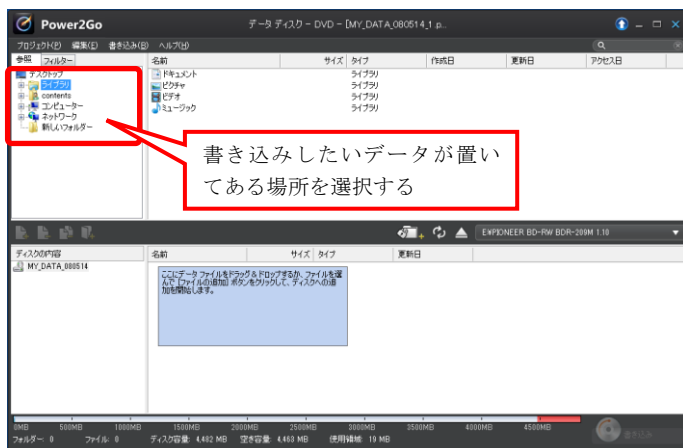 Power2Go
データ ディスク - DVD - [MY_DATA_080514_1 p...
プロジェクト(P) 編集(E) 書き込み(B) ヘルプ(H)
参照 フィルター
名前 サイズ タイプ 作成日 更新日 アクセス日
デスクトップ
ライブラリ
contents
コンピューター
ネットワーク
新しいフォルダー
ドキュメント ライブラリ
ピクチャ ライブラリ
ビデオ ライブラリ
ミュージック ライブラリ
書き込みしたいデータが置い
てある場所を選択する
E:¥PIONEER BD-RW BDR-209M 1.10
ディスクの内容
名前 サイズ タイプ 更新日
MY_DATA_080514
ここにデータ ファイルをドラッグ & ドロップするか、ファイルを選
んで [ファイルの追加] ボタンをクリックして、ディスクへの追
加を開始します。
0MB 500MB 1000MB 1500MB 2000MB 2500MB 3000MB 3500MB 4000MB 4500MB
フォルダー: 0 ファイル: 0 ディスク容量: 4,482 MB 空き容量: 4,463 MB 使用領域: 19 MB
書き込み